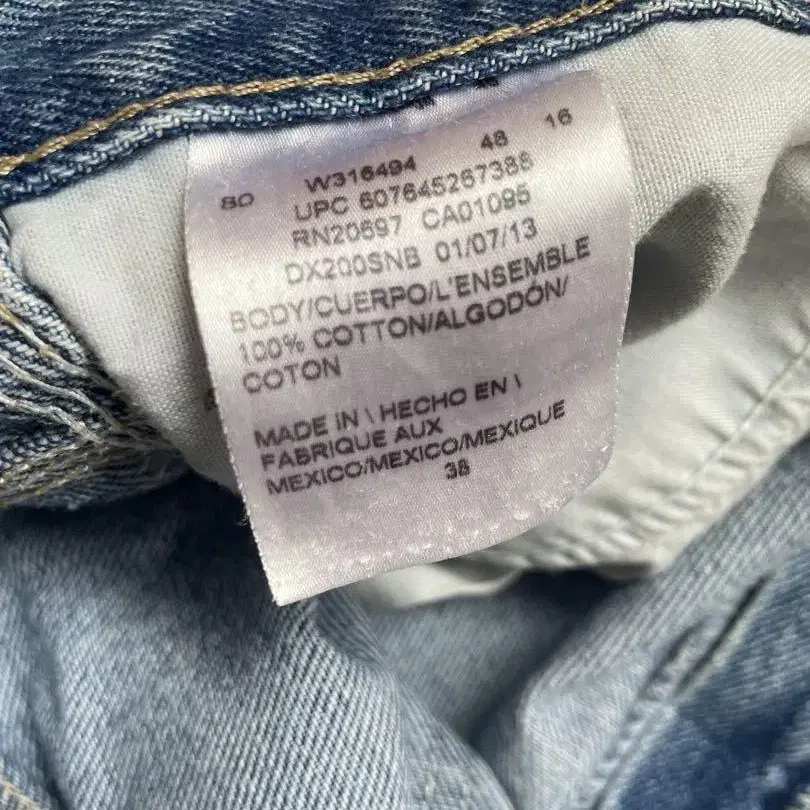 48 16
80 W316494
UPC 607645267388
RN20697 CA01095
DX200SNB 01/07/13
BODY/CUERPO/L'ENSEMBLE
100% COTTON/ALGODÓN/
COTON
MADE IN \ HECHO EN \
FABRIQUE AUX
MEXICO/MEXICO/MEXIQUE
38